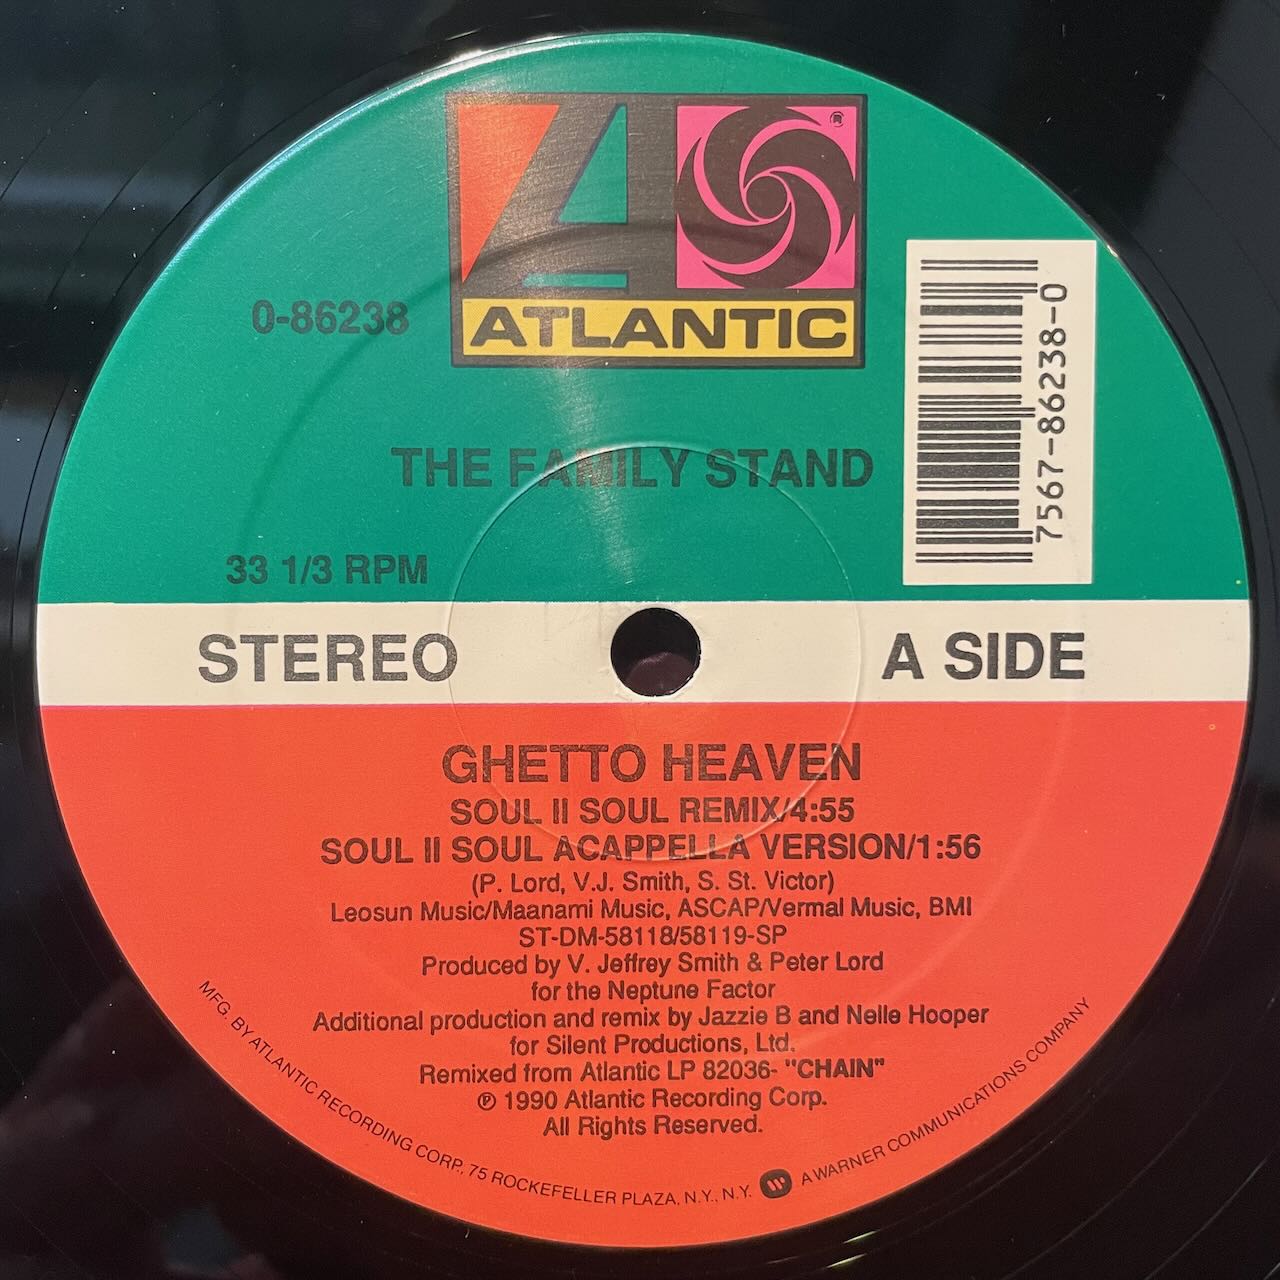 ®
ATLANTIC
0-86238
7567-86238-0
THE FAMILY STAND
33 1/3 RPM
STEREO
A SIDE
GHETTO HEAVEN
SOUL II SOUL REMIX/4:55
SOUL II SOUL ACAPPELLA VERSION/1:56
(P. Lord, V.J. Smith, S. St. Victor)
Leosun Music/Maanami Music, ASCAP/Vermal Music, BMI
ST-DM-58118/58119-SP
Produced by V. Jeffrey Smith & Peter Lord
for the Neptune Factor
Additional production and remix by Jazzie B and Nelle Hooper
for Silent Productions, Ltd.
Remixed from Atlantic LP 82036- "CHAIN"
℗ 1990 Atlantic Recording Corp.
All Rights Reserved.
MFG. BY ATLANTIC RECORDING CORP., 75 ROCKEFELLER PLAZA, N.Y., N.Y. A WARNER COMMUNICATIONS COMPANY